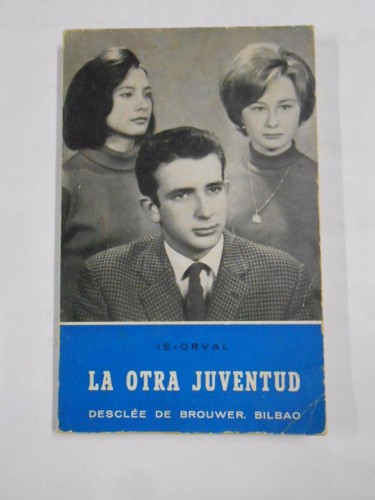 IS-ORVAL
LA OTRA JUVENTUD
DESCLÉE DE BROUWER. BILBAO